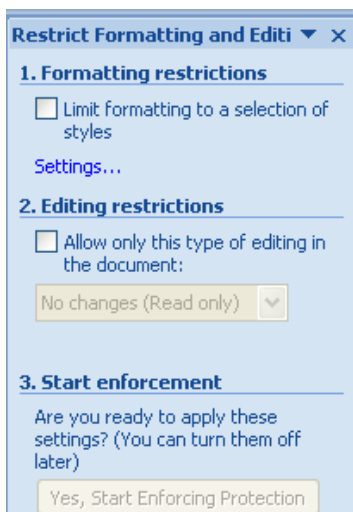 Restrict Formatting and Editi
1. Formatting restrictions
Limit formatting to a selection of
styles
Settings...
2. Editing restrictions
Allow only this type of editing in
the document:
No changes (Read only)
3. Start enforcement
Are you ready to apply these
settings? (You can turn them off
later)
Yes, Start Enforcing Protection